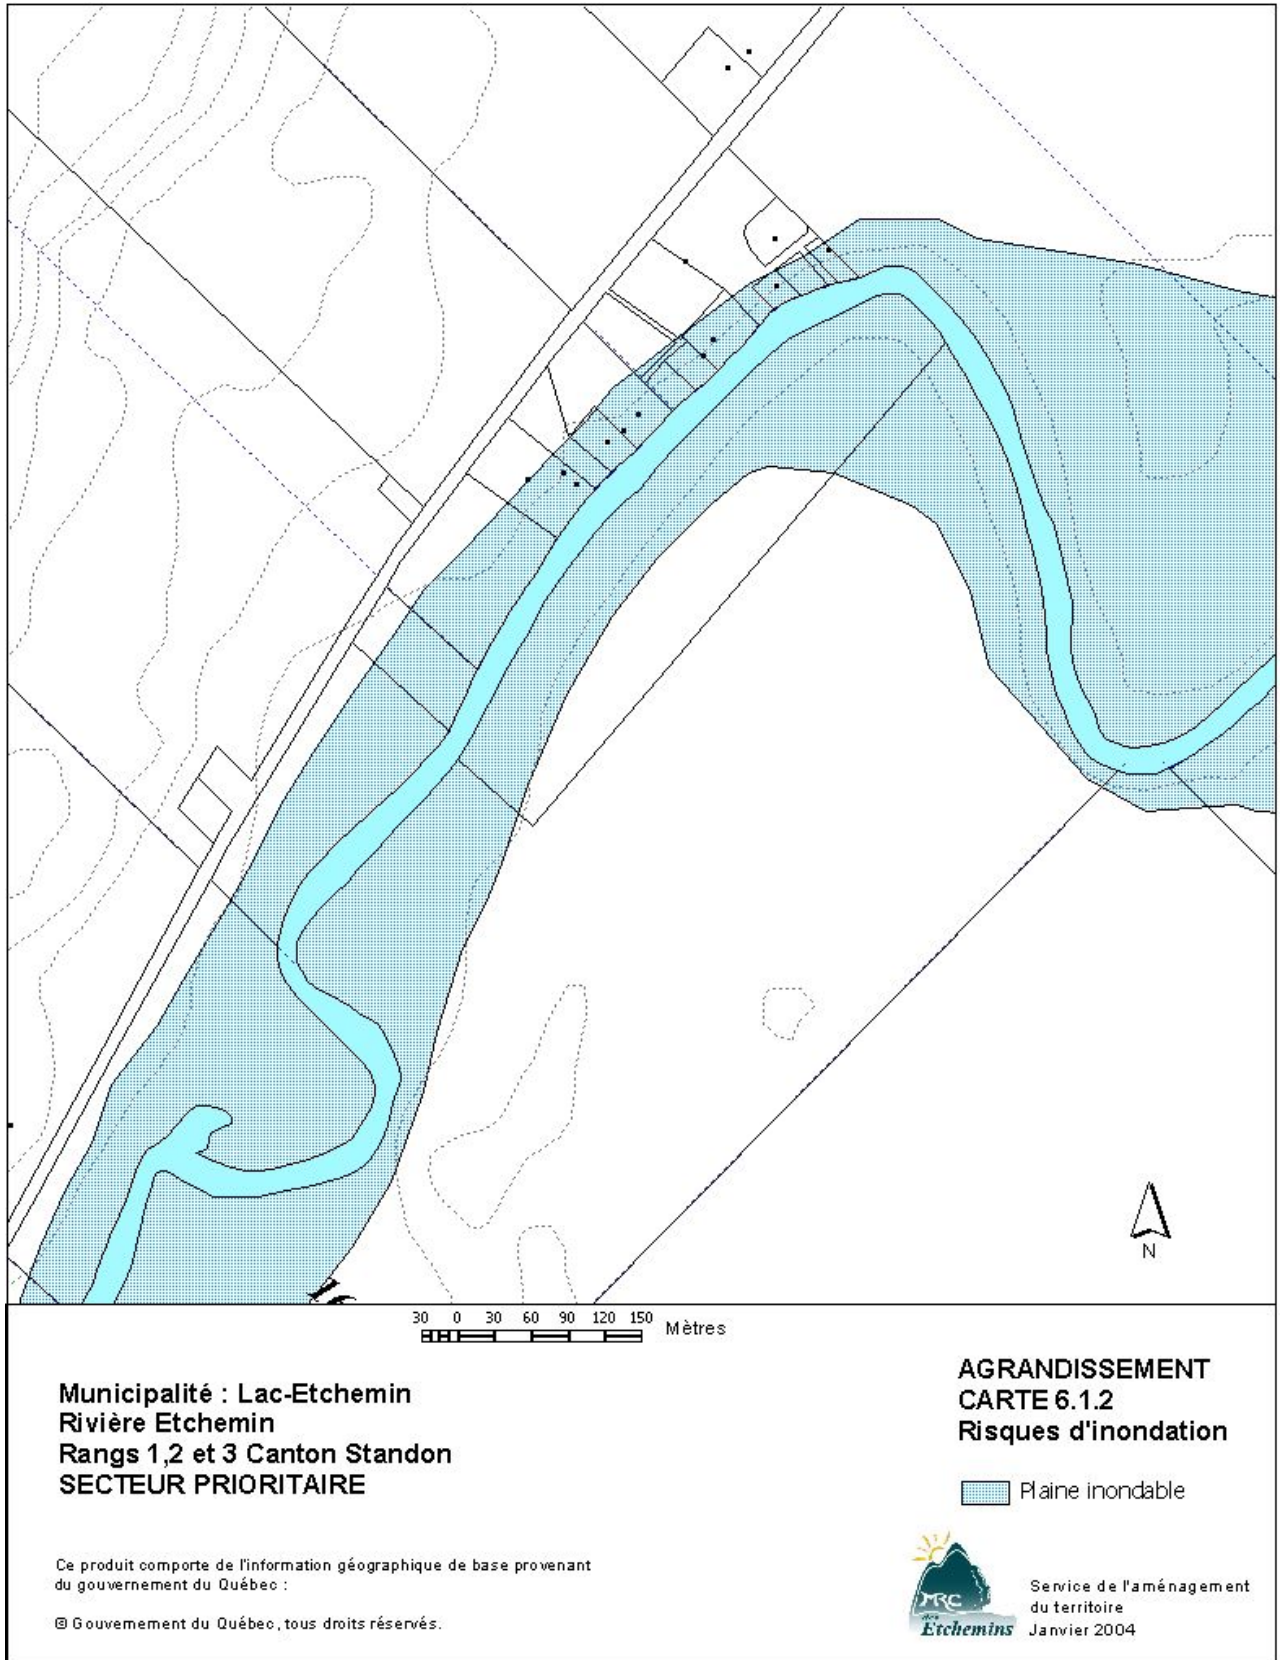 N
30 0 30 60 90 120 150 Mètres
Municipalité : Lac-Etchemin
Rivière Etchemin
Rangs 1,2 et 3 Canton Standon
SECTEUR PRIORITAIRE
AGRANDISSEMENT
CARTE 6.1.2
Risques d'inondation
Plaine inondable
Ce produit comporte de l'information géographique de base provenant
du gouvernement du Québec :
© Gouvernement du Québec, tous droits réservés.
MRC
des
Etchemins
Service de l'aménagement
du territoire
Janvier 2004